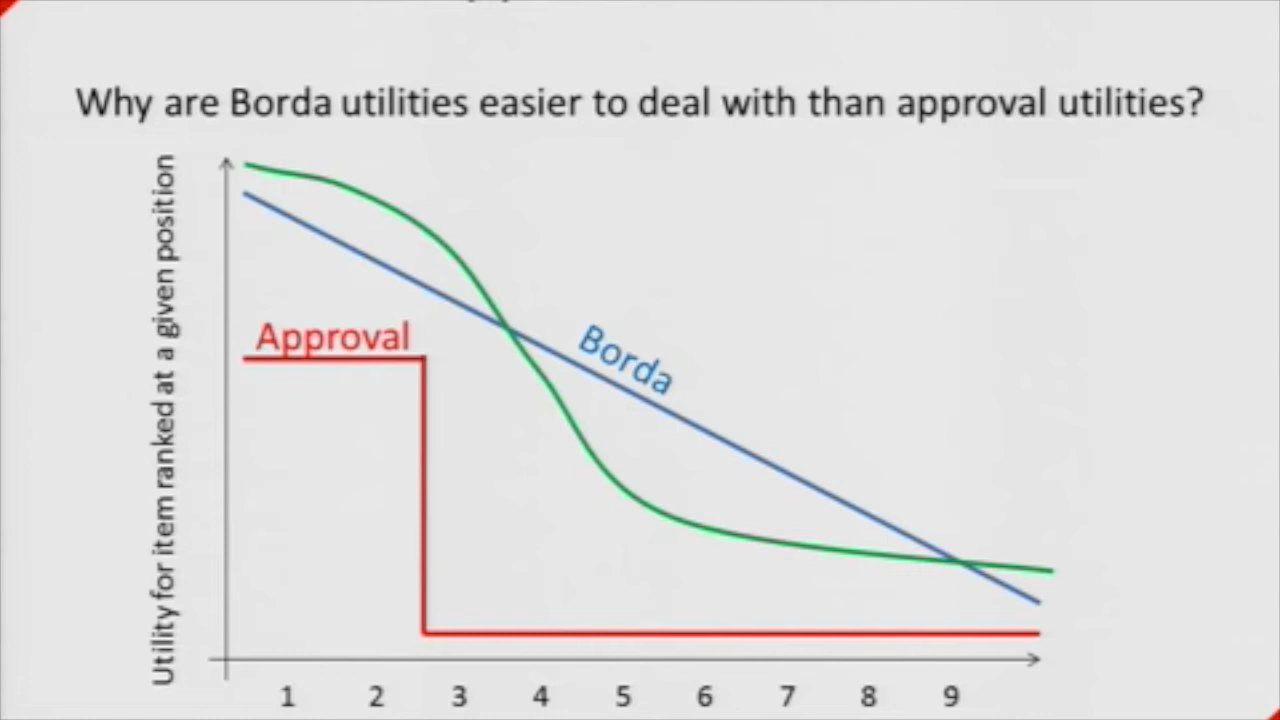 Why are Borda utilities easier to deal with than approval utilities?
Utility for item ranked at a given position
Approval
Borda
1 2 3 4 5 6 7 8 9